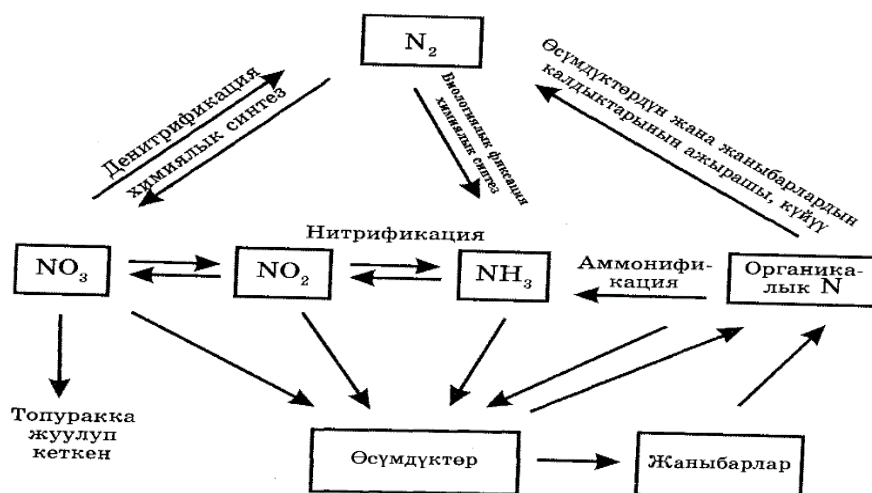 N₂
Денитрификация
химиялык синтез
Биологиялык фиксация
химиялык синтез
Өсүмдүктөрдүн жана жаныбарлардын
калдыктарынын ажырашы, күйүү
Нитрификация
NO₃
NO₂
NH₃
Аммонифи-
кация
Органика-
лык N
Топуракка
жуулуп
кеткен
Өсүмдүктөр
Жаныбарлар